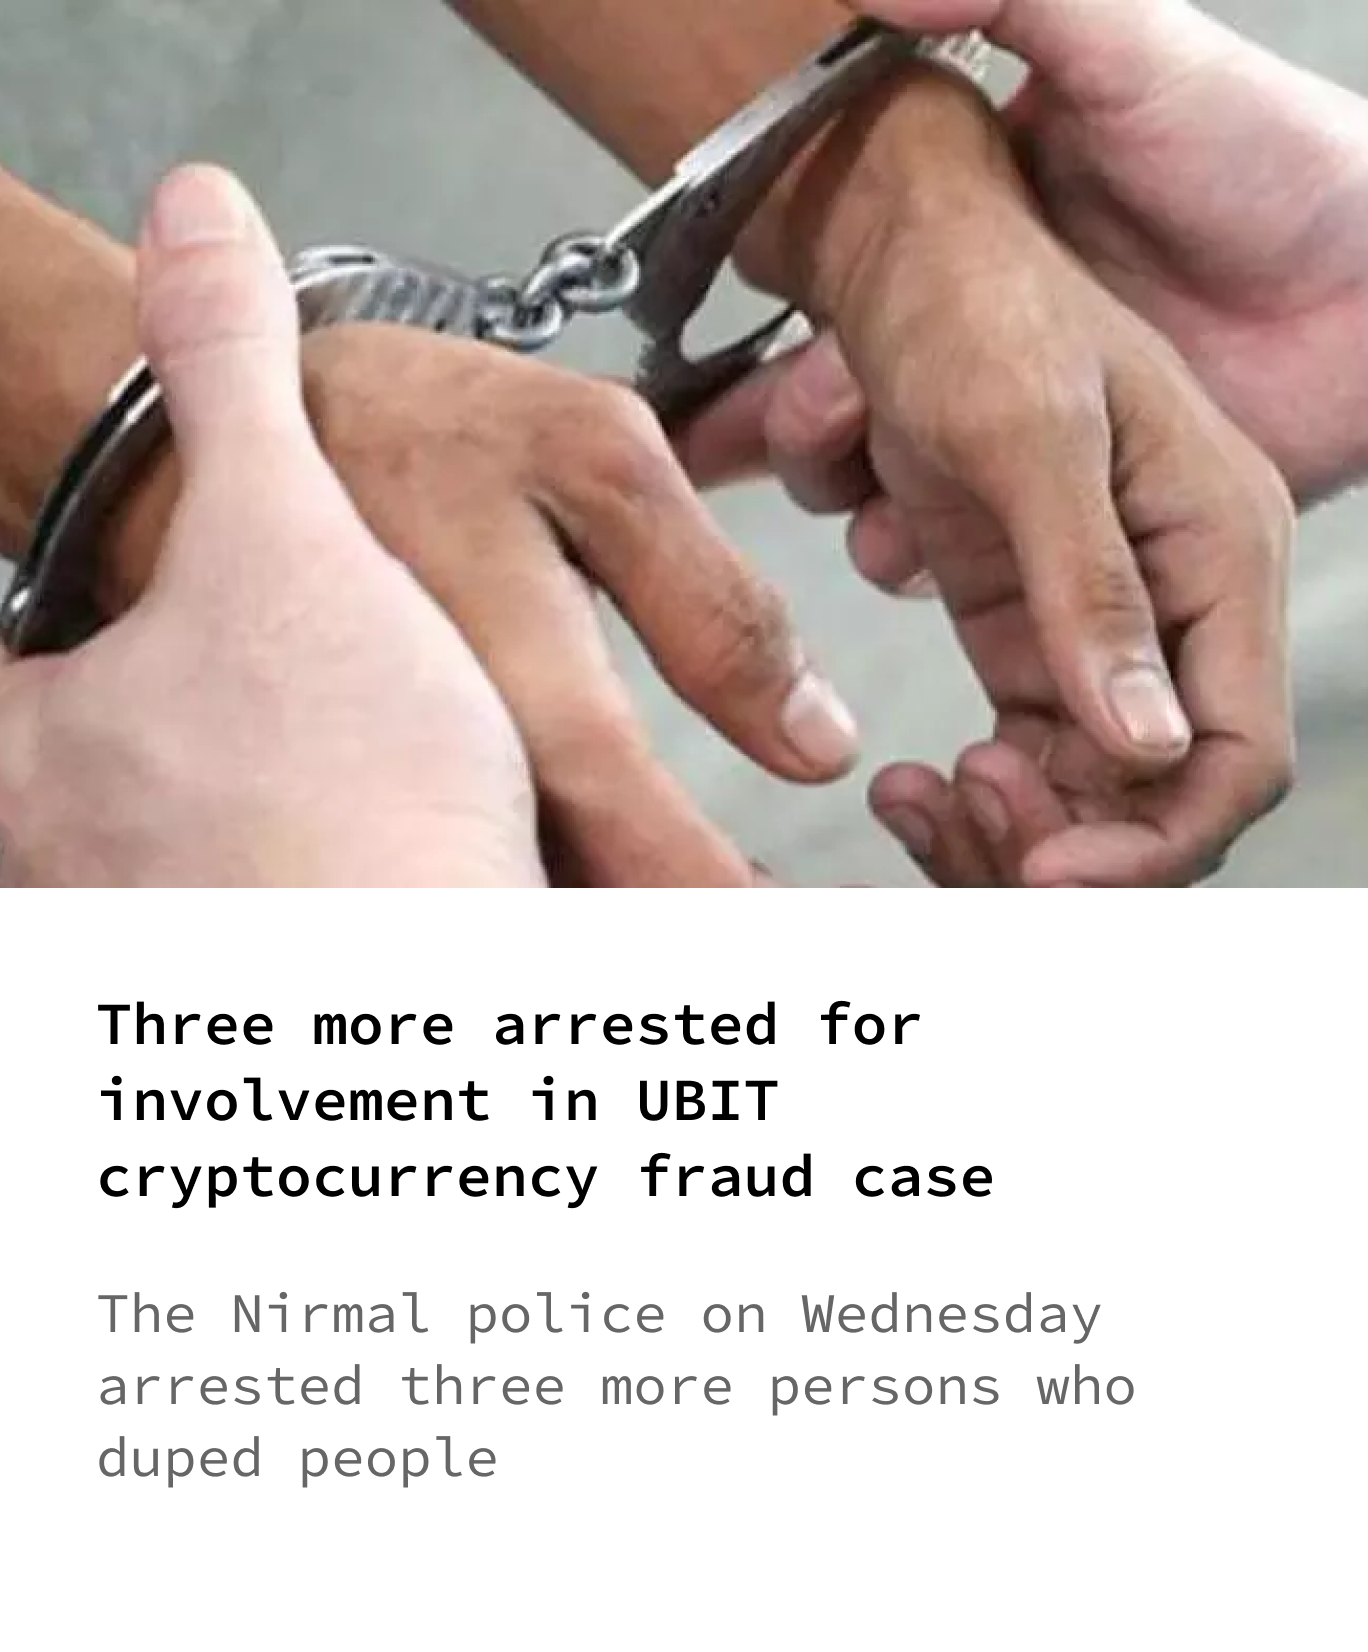 Three more arrested for
involvement in UBIT
cryptocurrency fraud case
The Nirmal police on Wednesday
arrested three more persons who
duped people